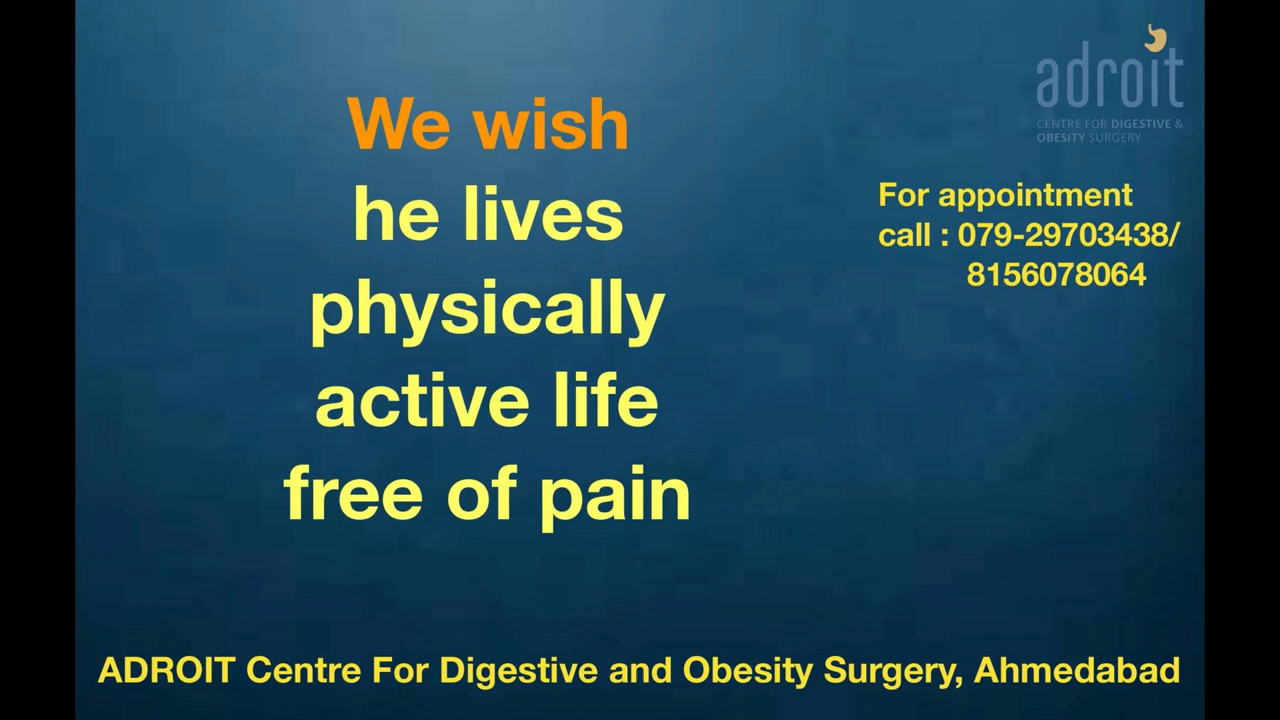 We wish
he lives
physically
active life
free of pain
adroit
CENTRE FOR DIGESTIVE &
OBESITY SURGERY
For appointment
call : 079-29703438/
8156078064
ADROIT Centre For Digestive and Obesity Surgery, Ahmedabad